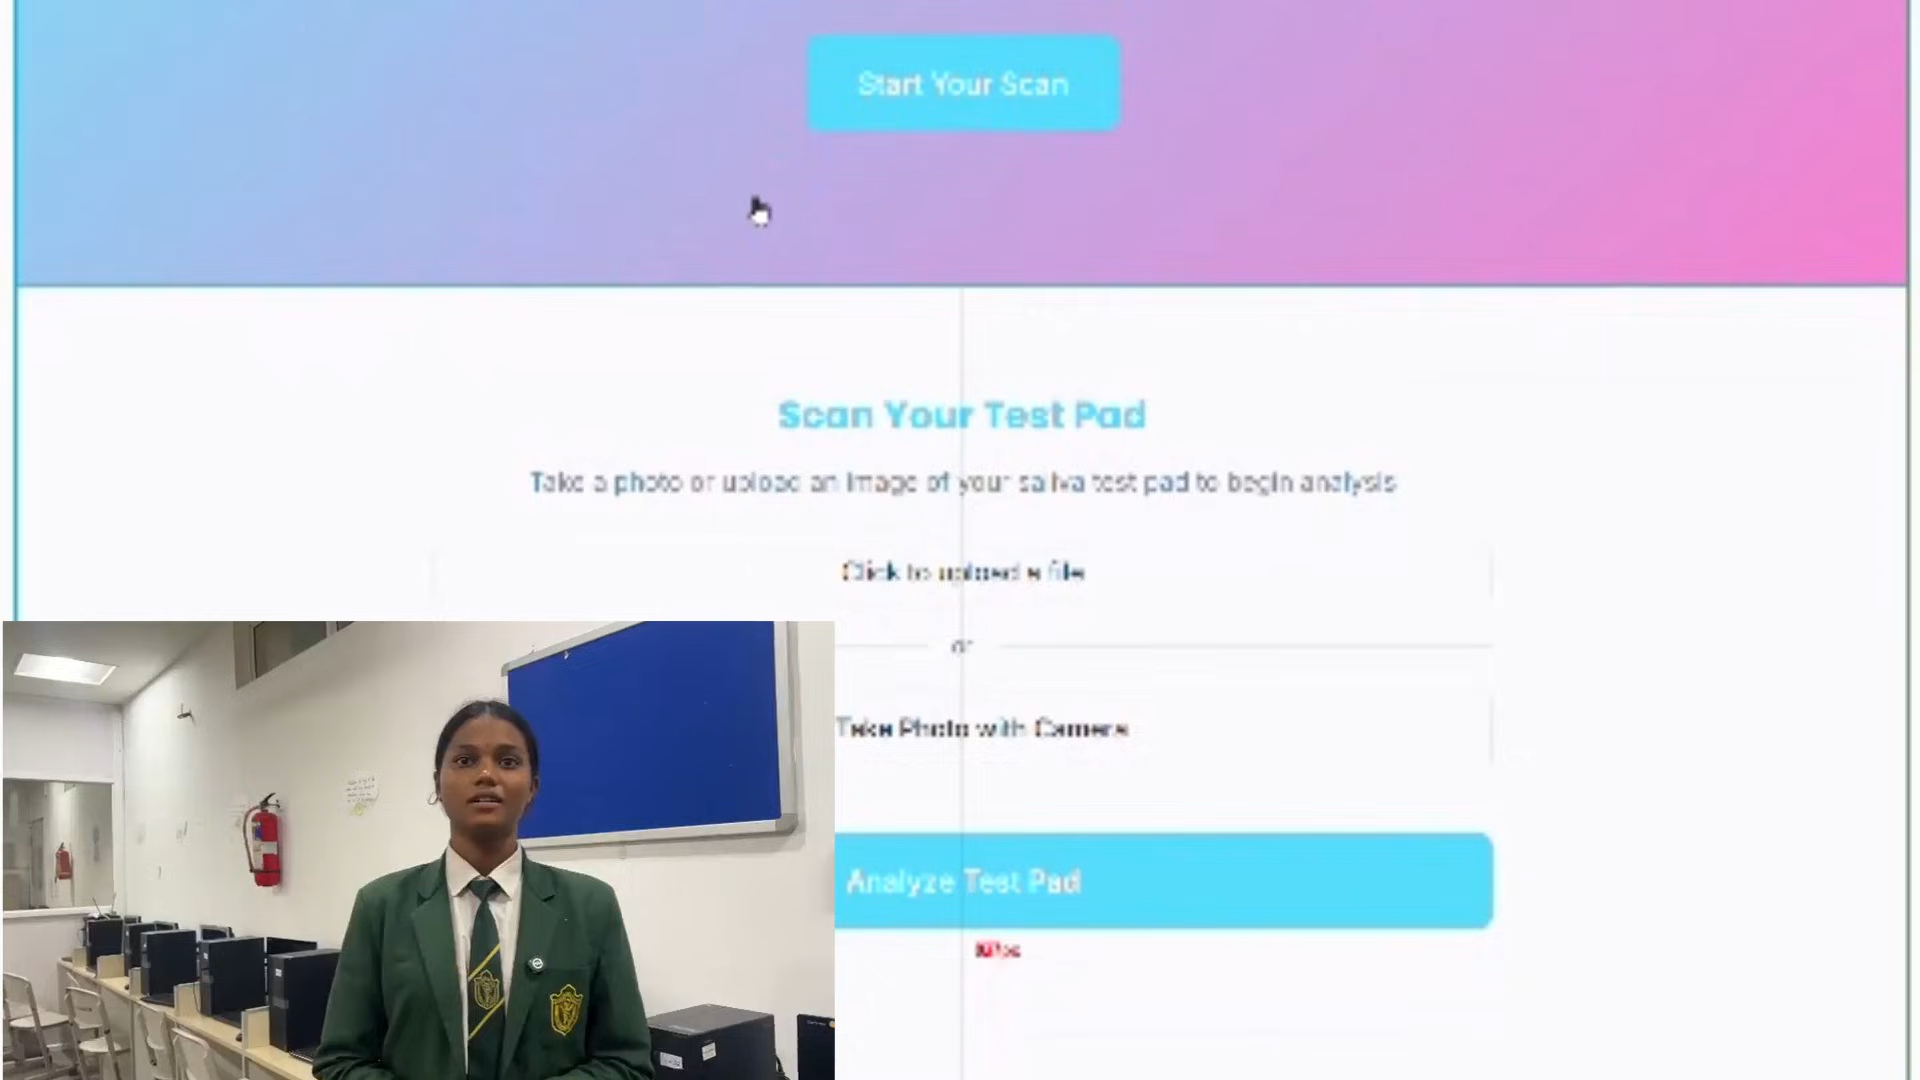 Start Your Scan
Scan Your Test Pad
Take a photo or upload an image of your saliva test pad to begin analysis
Click to upload a file
or
Take Photo with Camera
Analyze Test Pad